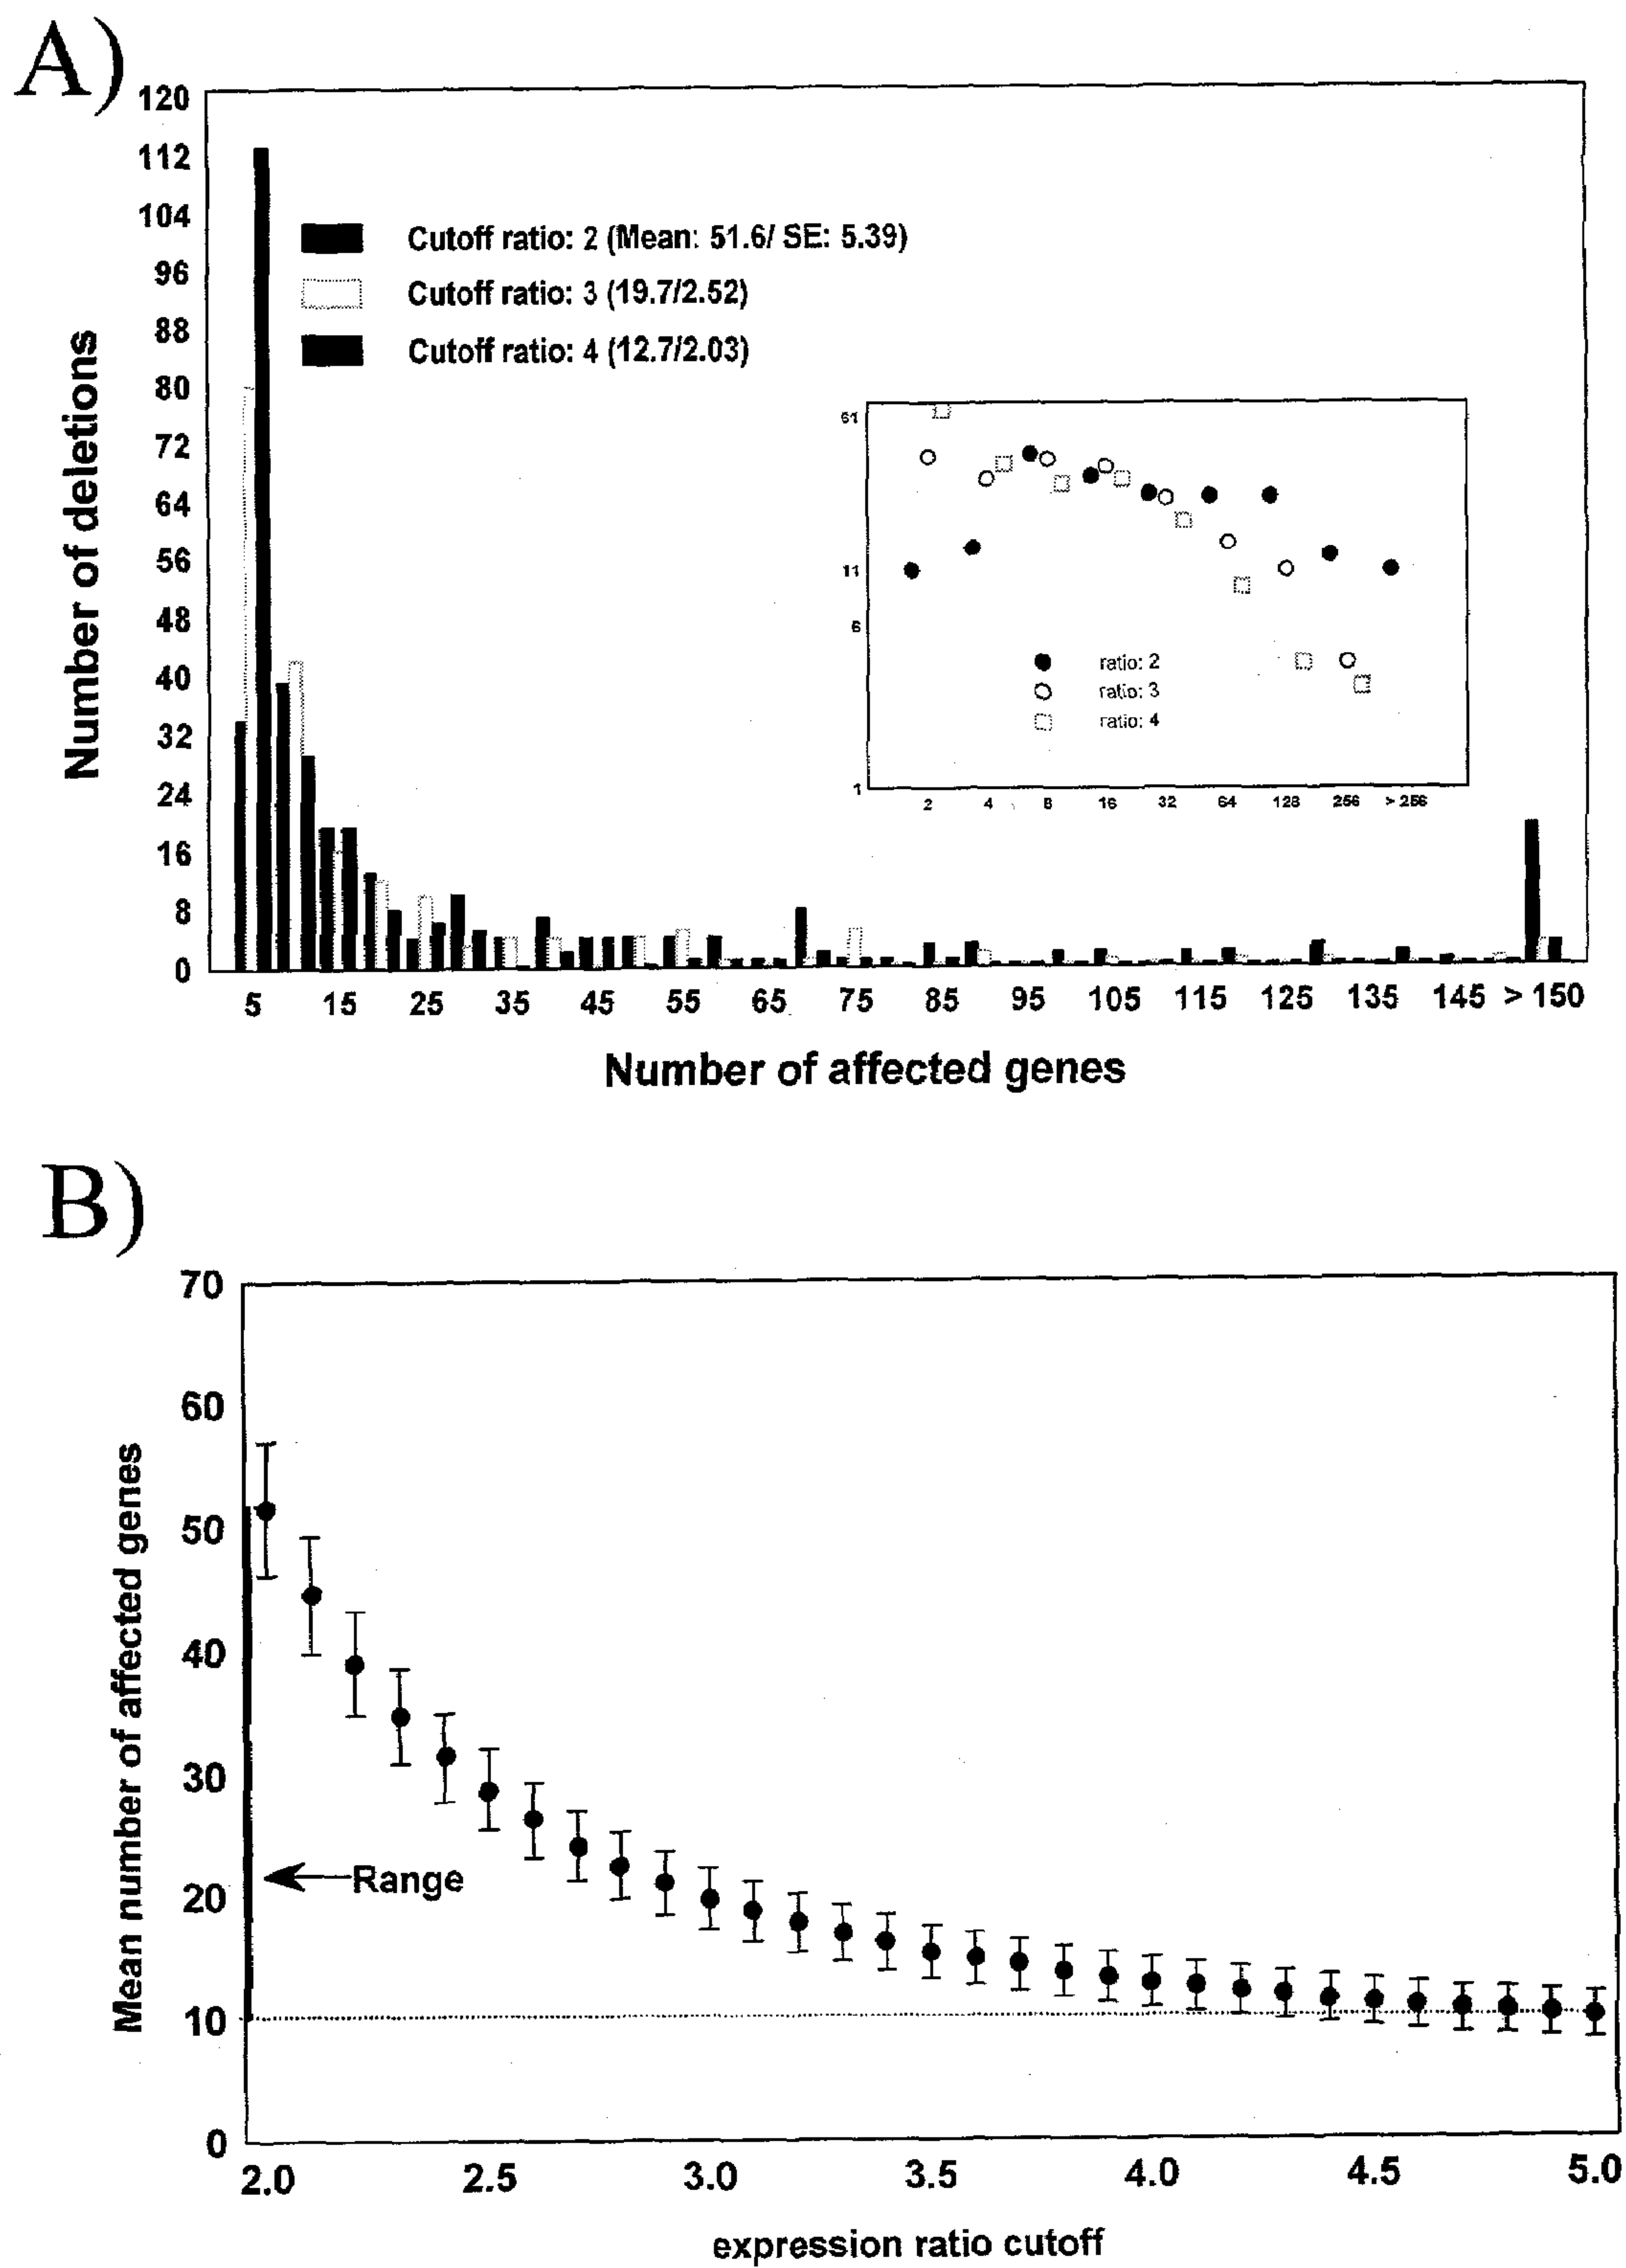 A)
120
112
104
96
88
80
72
64
56
48
40
32
24
16
8
0
Number of deletions
Cutoff ratio: 2 (Mean: 51.6/ SE: 5.39)
Cutoff ratio: 3 (19.7/2.52)
Cutoff ratio: 4 (12.7/2.03)
61
11
6
1
ratio: 2
ratio: 3
ratio: 4
2 4 8 16 32 64 128 256 > 256
5 15 25 35 45 55 65 75 85 95 105 115 125 135 145 > 150
Number of affected genes
B)
70
60
50
40
30
20
10
0
Mean number of affected genes
Range
2.0 2.5 3.0 3.5 4.0 4.5 5.0
expression ratio cutoff